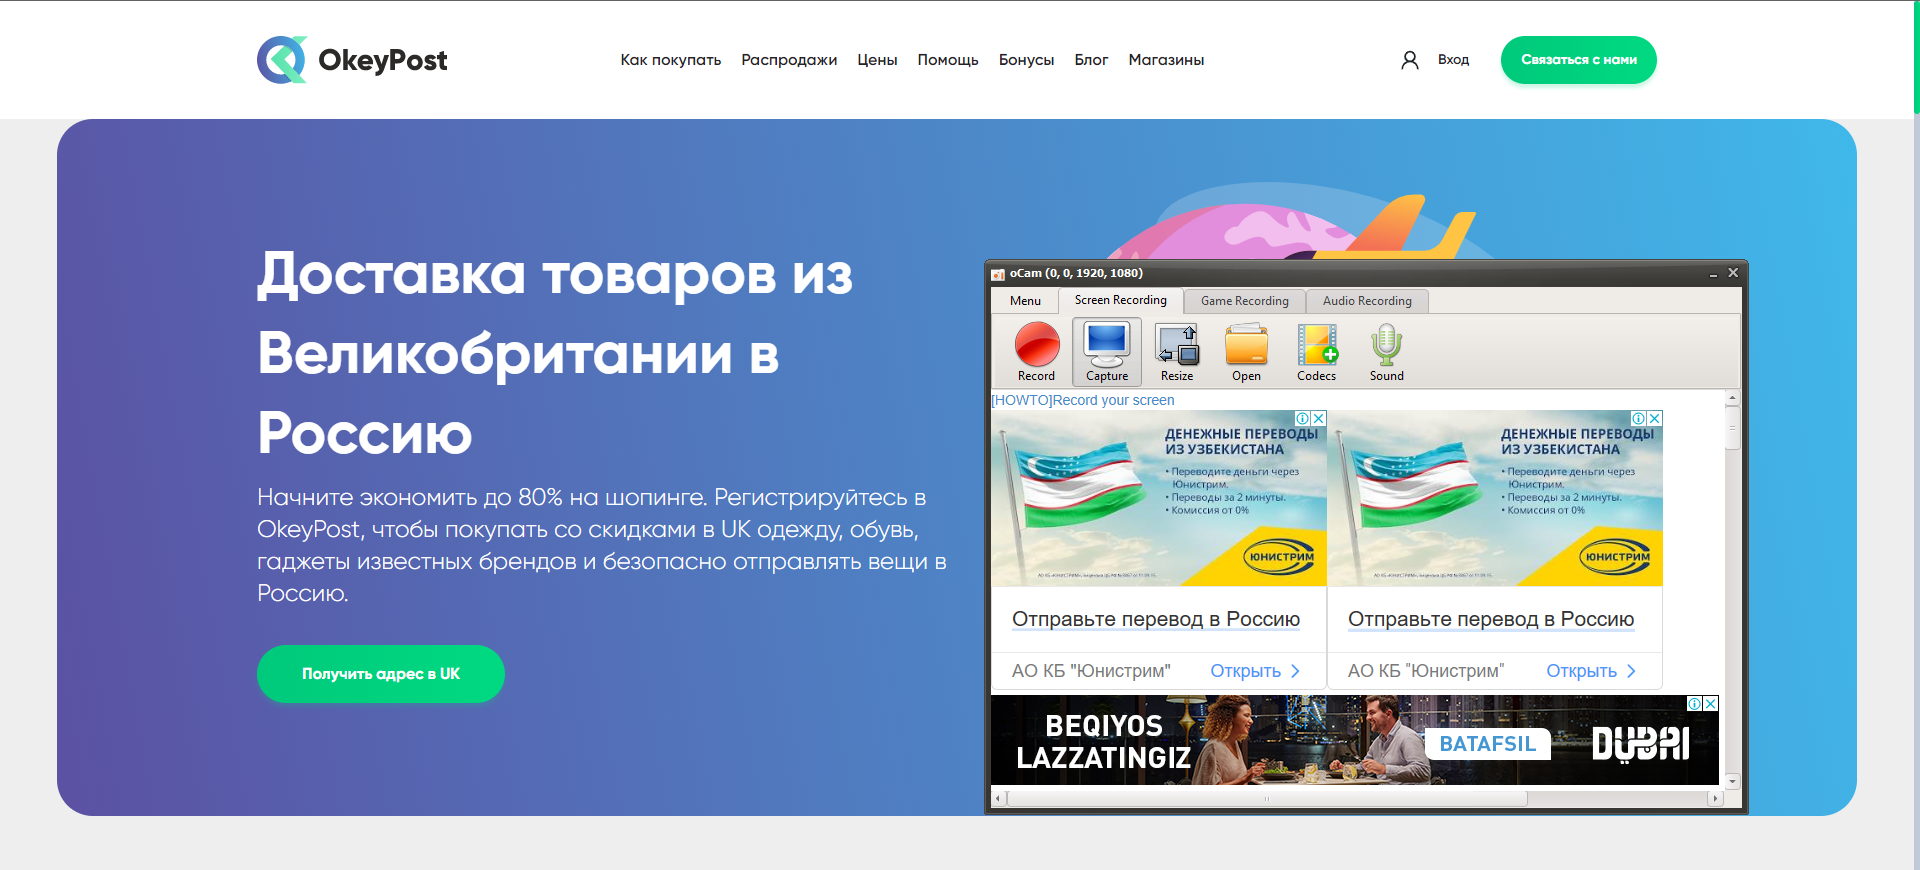 OkeyPost
Как покупать Распродажи Цены Помощь Бонусы Блог Магазины
Вход
Связаться с нами
Доставка товаров из
Великобритании в
Россию
Начните экономить до 80% на шопинге. Регистрируйтесь в
OkeyPost, чтобы покупать со скидками в UK одежду, обувь,
гаджеты известных брендов и безопасно отправлять вещи в
Россию.
Получить адрес в UK
oCam (0, 0, 1920, 1080)
Menu Screen Recording Game Recording Audio Recording
Record Capture Resize Open Codecs Sound
[HOWTO]Record your screen
ДЕНЕЖНЫЕ ПЕРЕВОДЫ
ИЗ УЗБЕКИСТАНА
• Переводите деньги через
Юнистрим.
• Переводы за 2 минуты.
• Комиссия от 0%
ЮНИСТРИМ
Отправьте перевод в Россию
АО КБ "Юнистрим" Открыть
ДЕНЕЖНЫЕ ПЕРЕВОДЫ
ИЗ УЗБЕКИСТАНА
• Переводите деньги через
Юнистрим.
• Переводы за 2 минуты.
• Комиссия от 0%
ЮНИСТРИМ
Отправьте перевод в Россию
АО КБ "Юнистрим" Открыть
BEQIYOS
LAZZATINGIZ
BATAFSIL
DUBAI